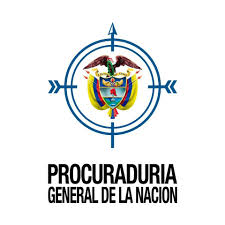 PROCURADURIA
GENERAL DE LA NACION